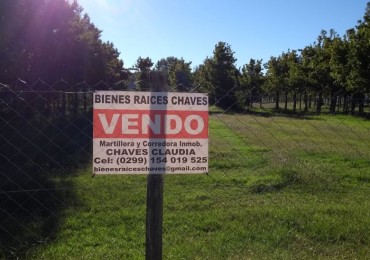 BIENES RAICES CHAVES
VENDO
Martillera y Corredora Inmob.
CHAVES CLAUDIA
Cel: (0299) 154 019 525
bienesraiceschaves@gmail.com